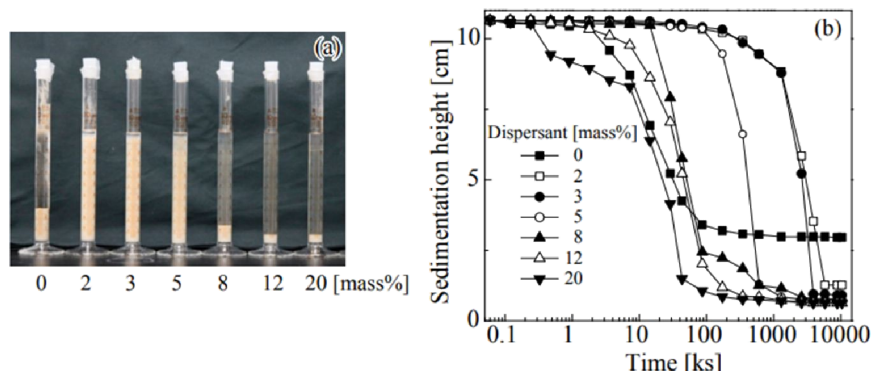 (a)
0 2 3 5 8 12 20 [mass%]
(b)
Sedimentation height [cm]
10
5
0
Dispersant [mass%]
0
2
3
5
8
12
20
0.1 1 10 100 1000 10000
Time [ks]